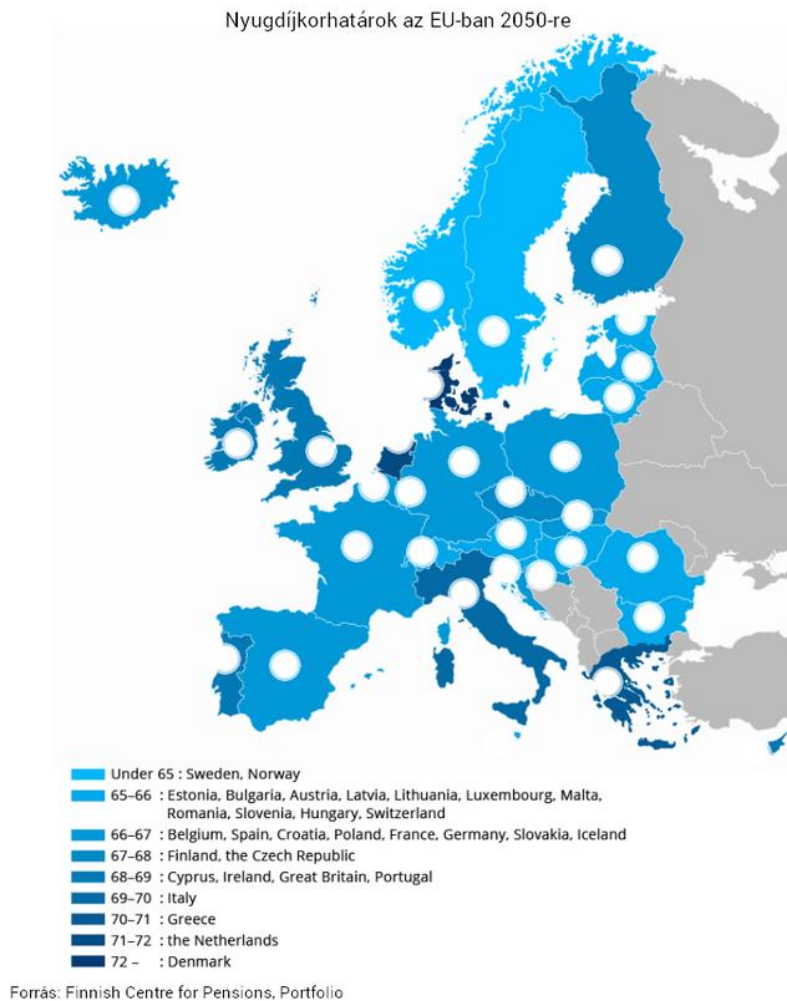 Nyugdíjkorhatárok az EU-ban 2050-re
Under 65 : Sweden, Norway
65–66 : Estonia, Bulgaria, Austria, Latvia, Lithuania, Luxembourg, Malta,
Romania, Slovenia, Hungary, Switzerland
66–67 : Belgium, Spain, Croatia, Poland, France, Germany, Slovakia, Iceland
67–68 : Finland, the Czech Republic
68–69 : Cyprus, Ireland, Great Britain, Portugal
69–70 : Italy
70–71 : Greece
71–72 : the Netherlands
72 – : Denmark
Forrás: Finnish Centre for Pensions, Portfolio